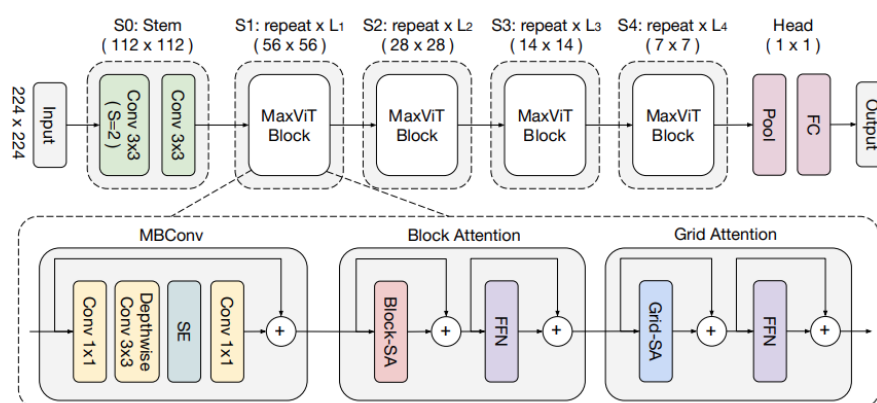 S0: Stem
( 112 x 112 )
S1: repeat x L1
( 56 x 56 )
S2: repeat x L2
( 28 x 28 )
S3: repeat x L3
( 14 x 14 )
S4: repeat x L4
( 7 x 7 )
Head
( 1 x 1 )
224 x 224
Input
Conv 3x3
( S=2 )
Conv 3x3
MaxViT
Block
MaxViT
Block
MaxViT
Block
MaxViT
Block
Pool
FC
Output
MBConv
Conv 1x1
Depthwise
Conv 3x3
SE
Conv 1x1
+
Block Attention
Block-SA
+
FFN
+
Grid Attention
Grid-SA
+
FFN
+